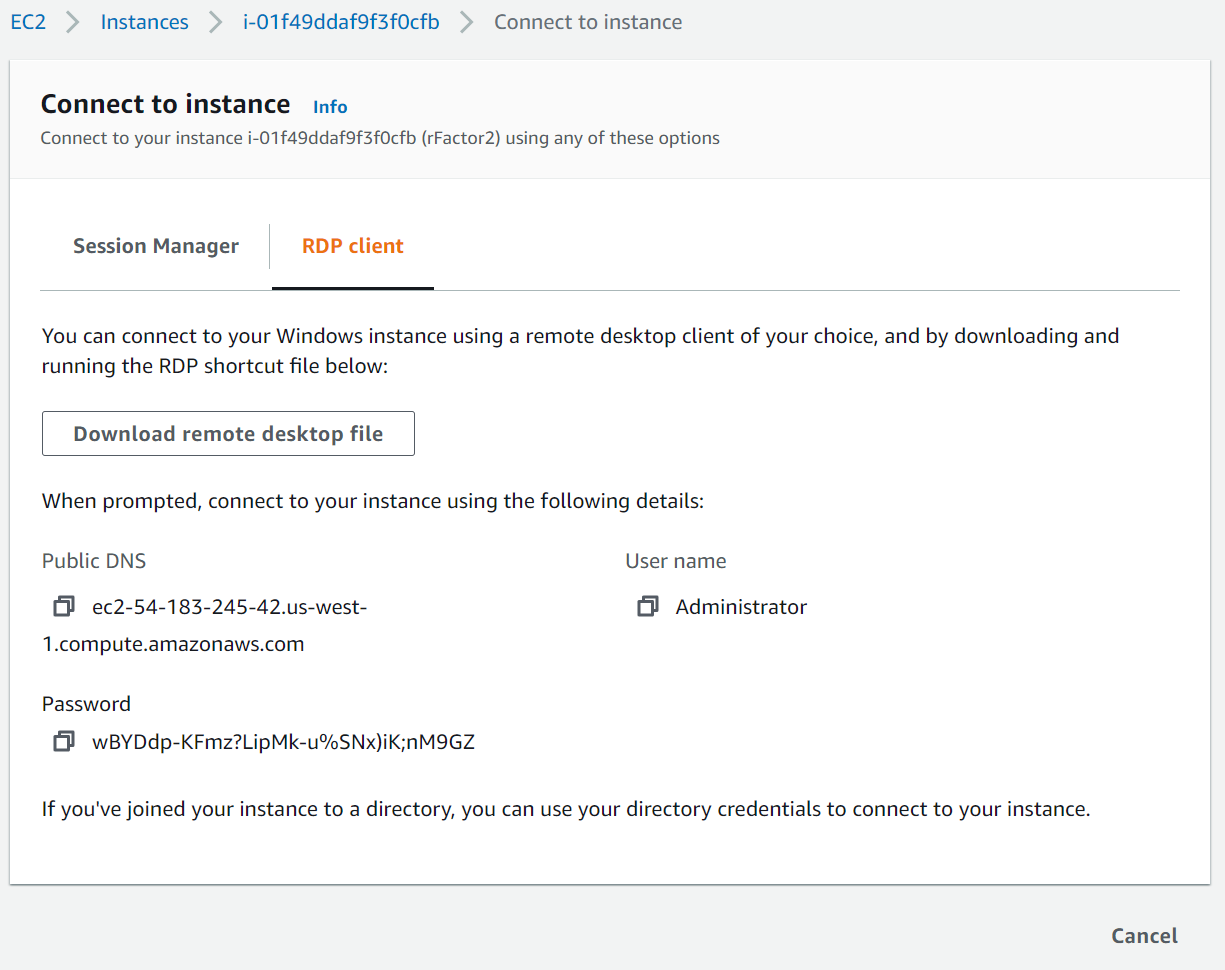 EC2 > Instances > i-01f49ddaf9f3f0cfb > Connect to instance
Connect to instance Info
Connect to your instance i-01f49ddaf9f3f0cfb (rFactor2) using any of these options
Session Manager
RDP client
You can connect to your Windows instance using a remote desktop client of your choice, and by downloading and
running the RDP shortcut file below:
Download remote desktop file
When prompted, connect to your instance using the following details:
Public DNS
ec2-54-183-245-42.us-west-
1.compute.amazonaws.com
User name
Administrator
Password
wBYDdp-KFmz?LipMk-u%SNx)iK;nM9GZ
If you've joined your instance to a directory, you can use your directory credentials to connect to your instance.
Cancel